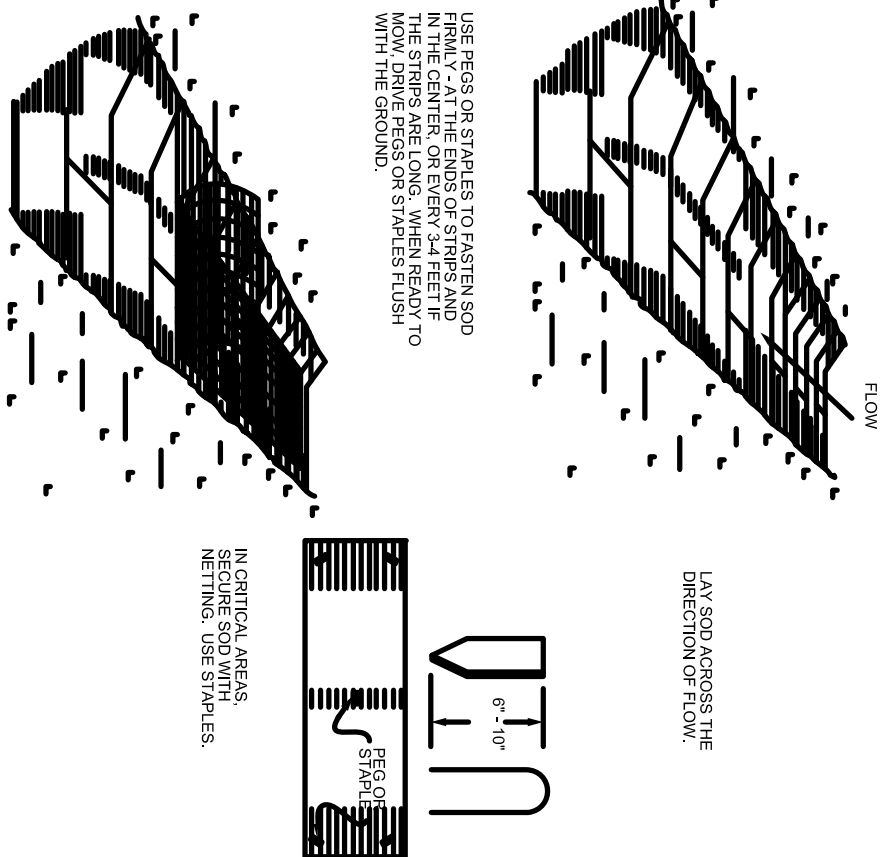 FLOW
LAY SOD ACROSS THE
DIRECTION OF FLOW.
USE PEGS OR STAPLES TO FASTEN SOD
FIRMLY - AT THE ENDS OF STRIPS AND
IN THE CENTER, OR EVERY 3-4 FEET IF
THE STRIPS ARE LONG.  WHEN READY TO
MOW, DRIVE PEGS OR STAPLES FLUSH
WITH THE GROUND.
6" - 10"
PEG OR
STAPLE
IN CRITICAL AREAS,
SECURE SOD WITH
NETTING.  USE STAPLES.